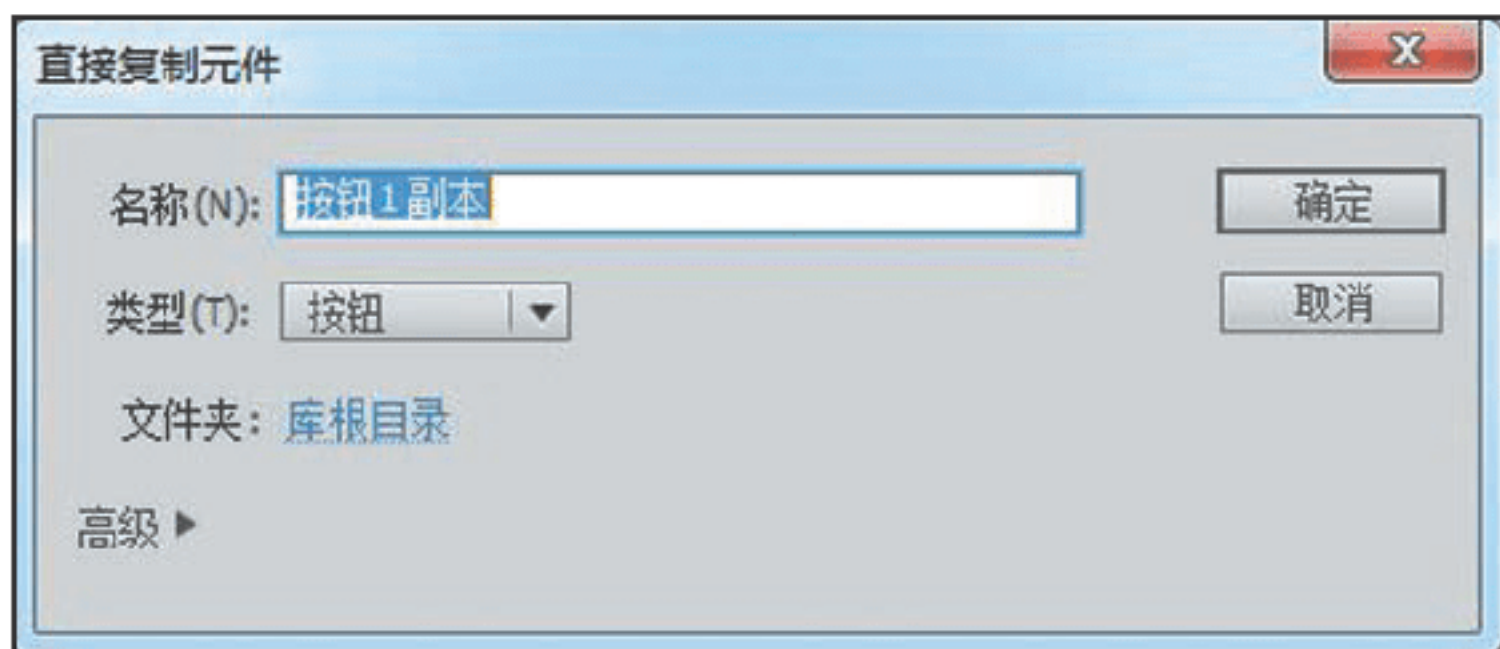 直接复制元件
名称(N): 按钮1副本
确定
类型(T): 按钮
取消
文件夹: 库根目录
高级